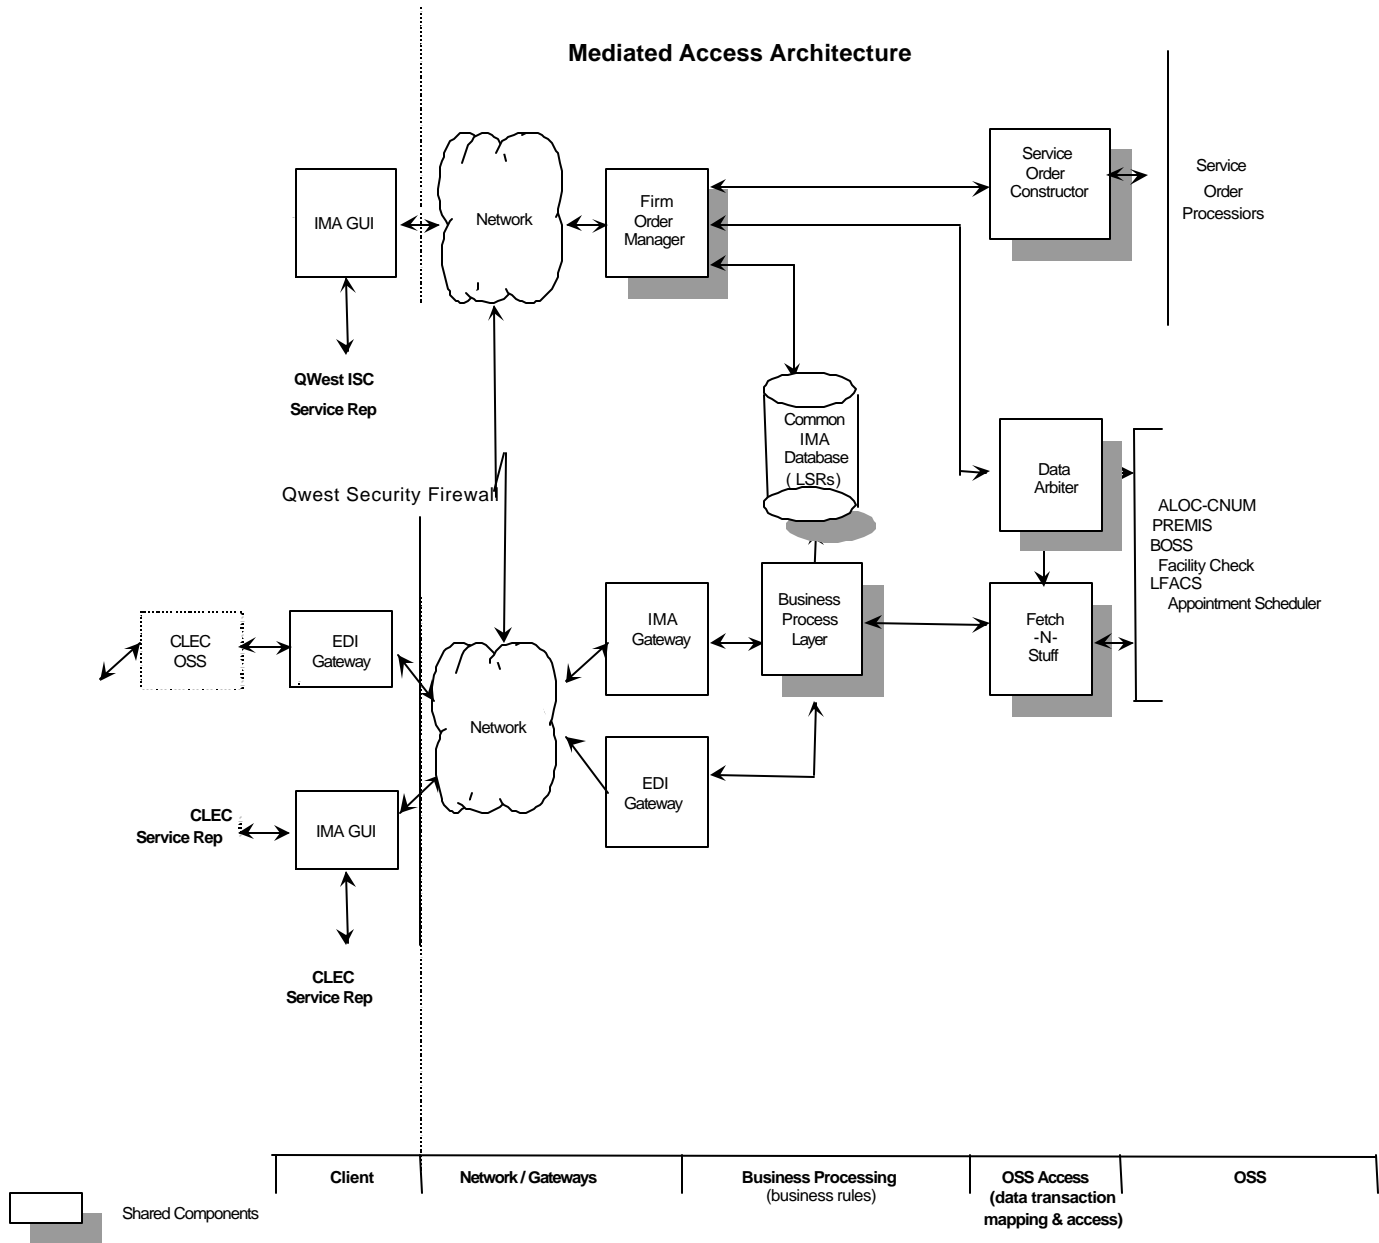 Mediated Access Architecture
IMA GUI
Network
Firm
Order
Manager
Service
Order
Constructor
Service
Order
Processiors
QWest ISC
Service Rep
Common
IMA
Database
( LSRs)
Data
Arbiter
Qwest Security Firewall
ALOC-CNUM
PREMIS
BOSS
Facility Check
LFACS
Appointment Scheduler
CLEC
OSS
EDI
Gateway
IMA
Gateway
Business
Process
Layer
Fetch
-N-
Stuff
Network
EDI
Gateway
CLEC
Service Rep
IMA GUI
CLEC
Service Rep
Client
Network / Gateways
Business Processing
(business rules)
OSS Access
(data transaction
mapping & access)
OSS
Shared Components